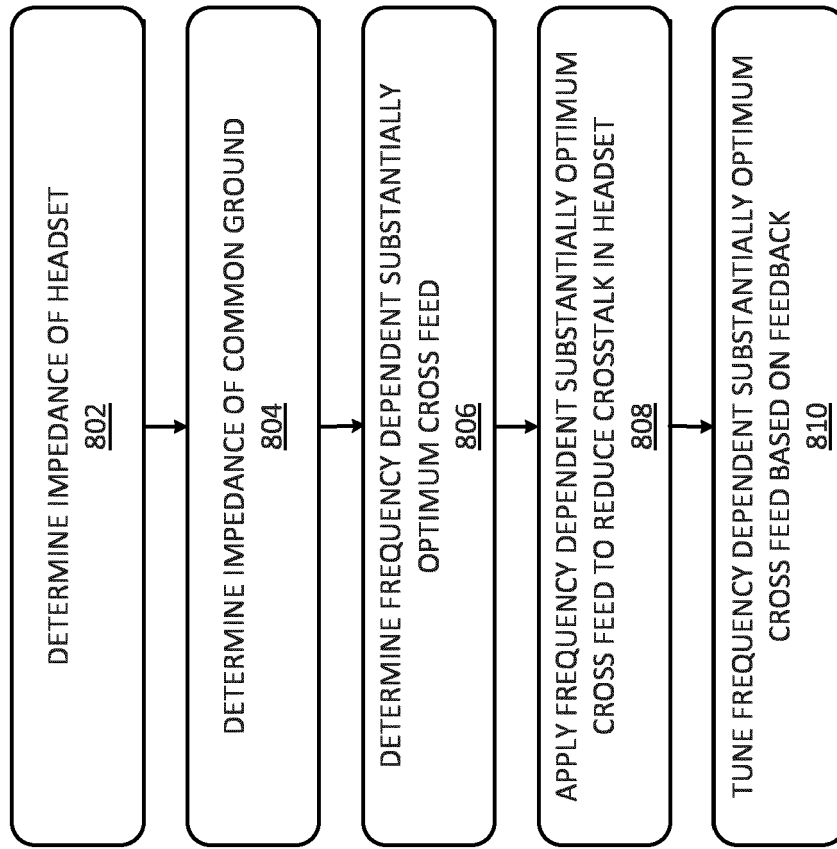 DETERMINE IMPEDANCE OF HEADSET
802
DETERMINE IMPEDANCE OF COMMON GROUND
804
DETERMINE FREQUENCY DEPENDENT SUBSTANTIALLY
OPTIMUM CROSS FEED
806
APPLY FREQUENCY DEPENDENT SUBSTANTIALLY OPTIMUM
CROSS FEED TO REDUCE CROSSTALK IN HEADSET
808
TUNE FREQUENCY DEPENDENT SUBSTANTIALLY OPTIMUM
CROSS FEED BASED ON FEEDBACK
810